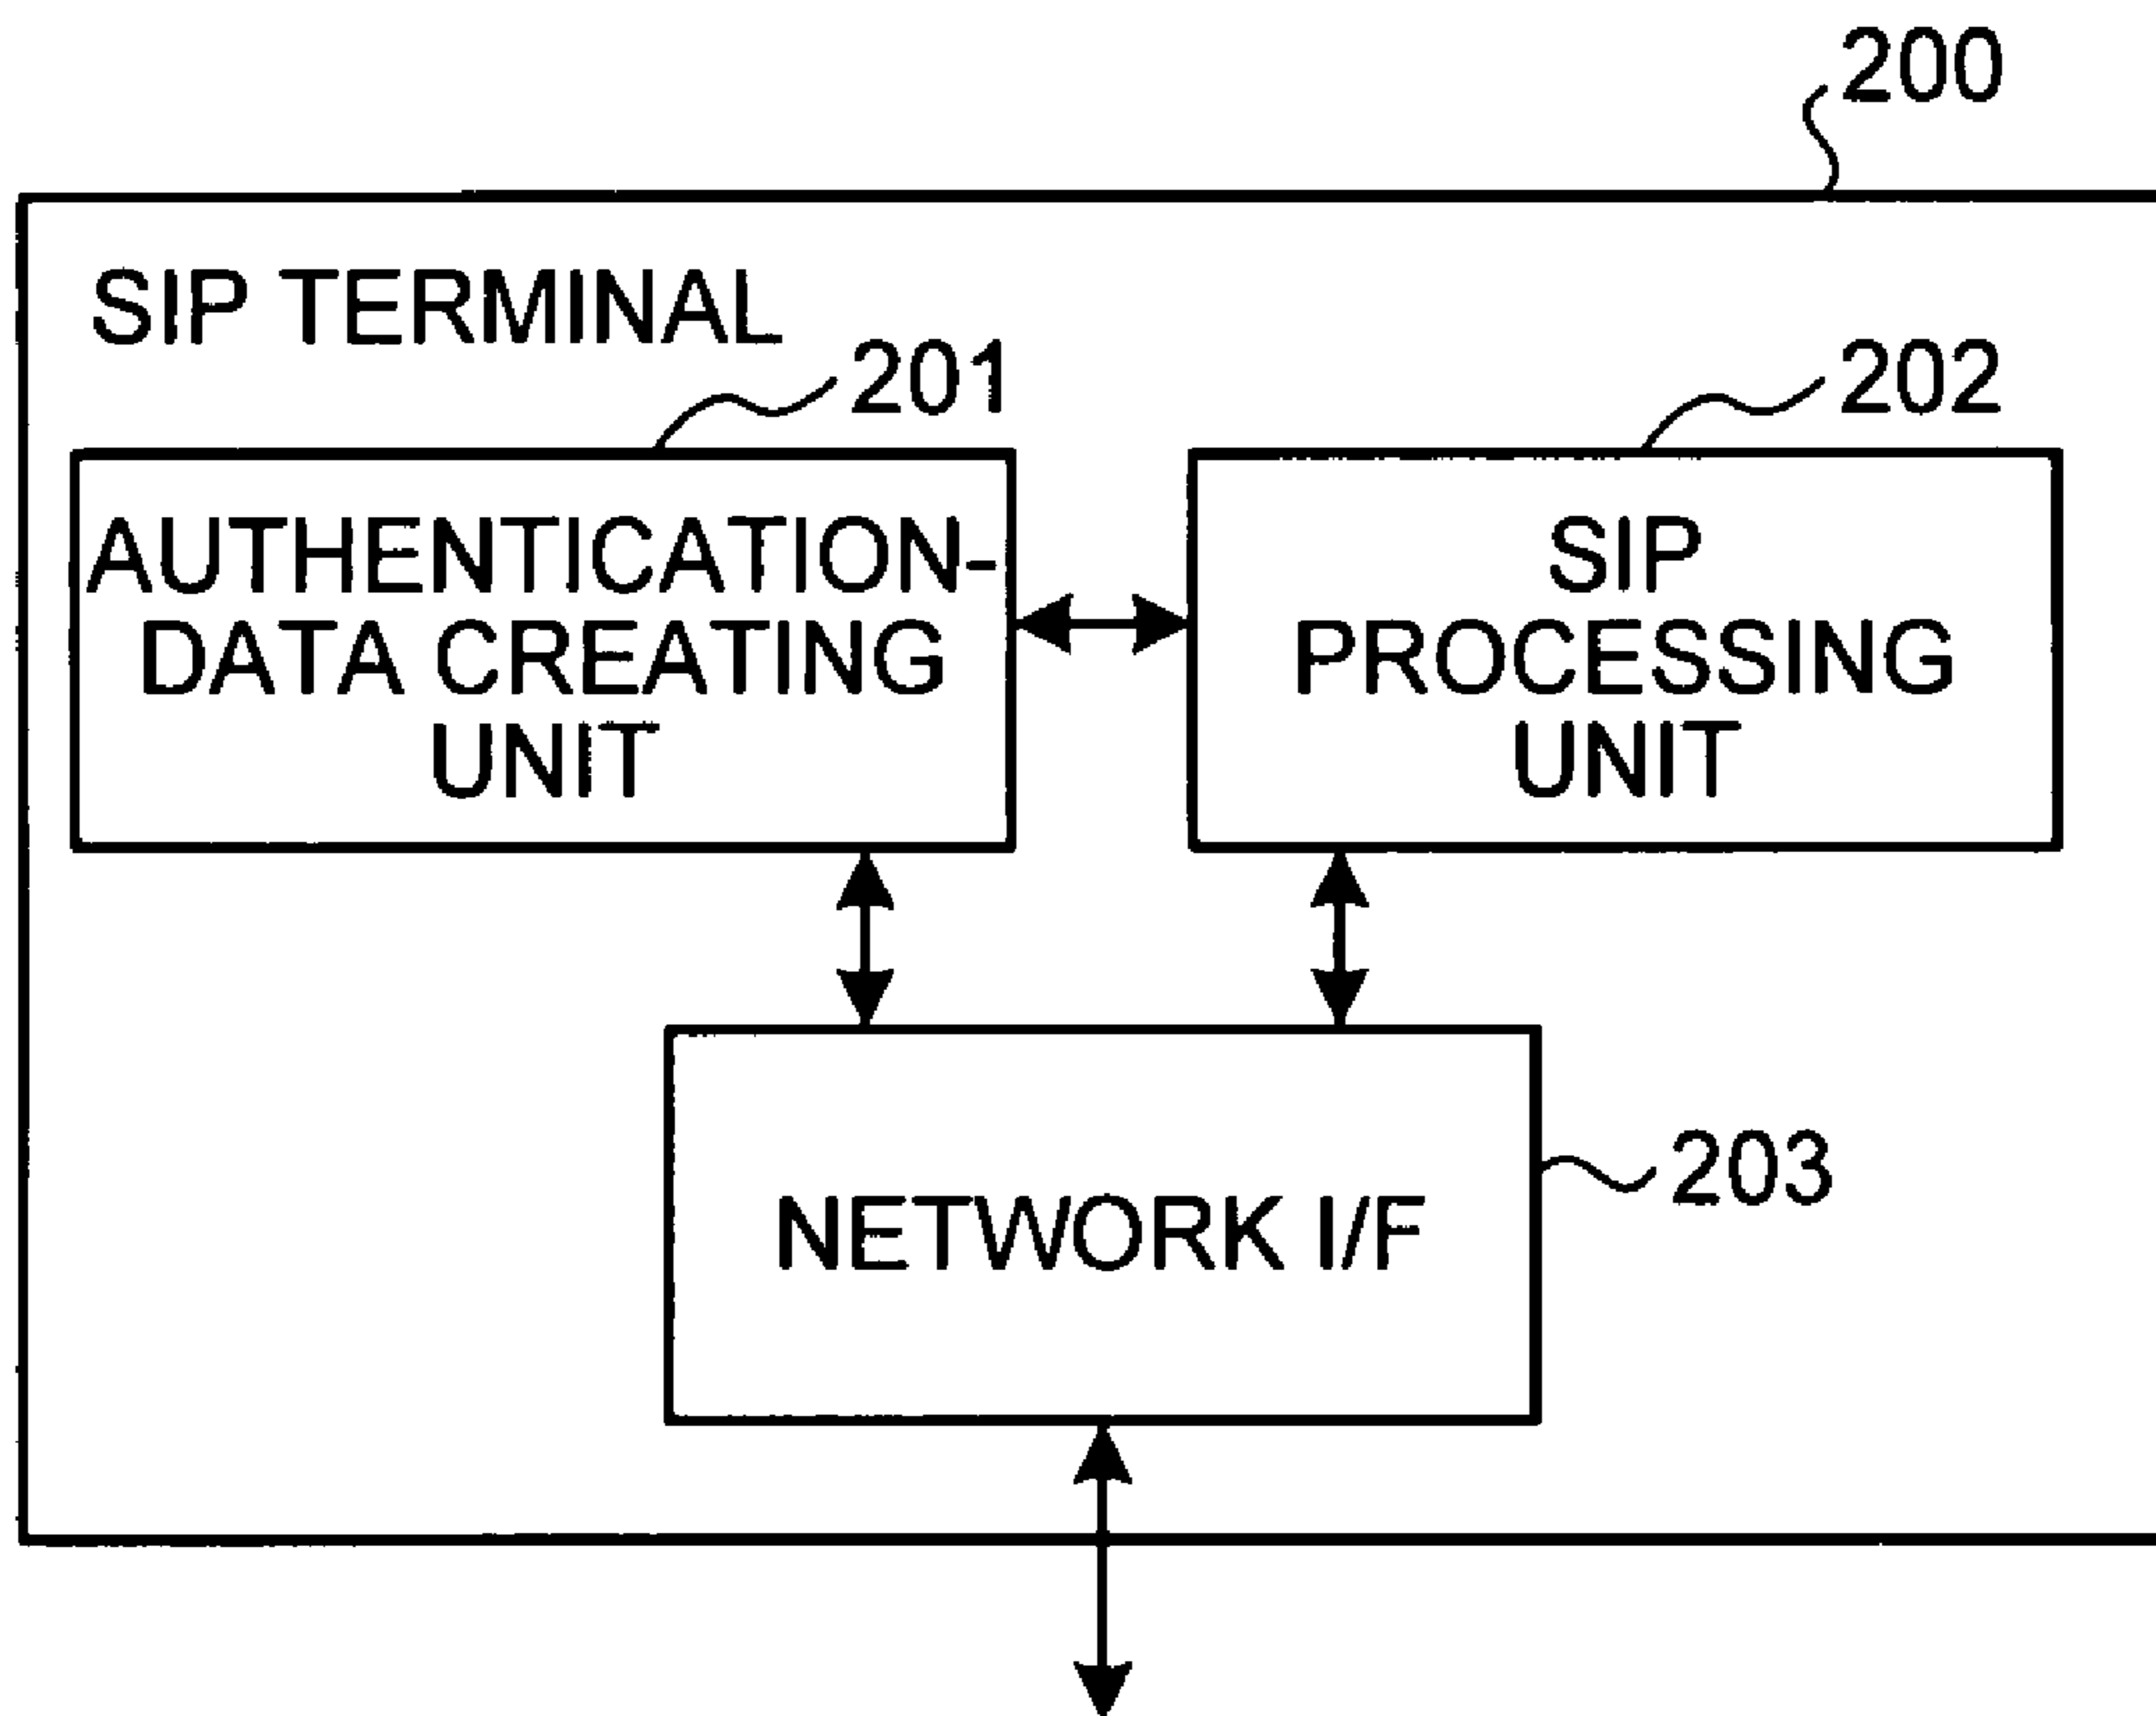 200
SIP TERMINAL
201
202
AUTHENTICATION-
DATA CREATING
UNIT
SIP
PROCESSING
UNIT
203
NETWORK I/F